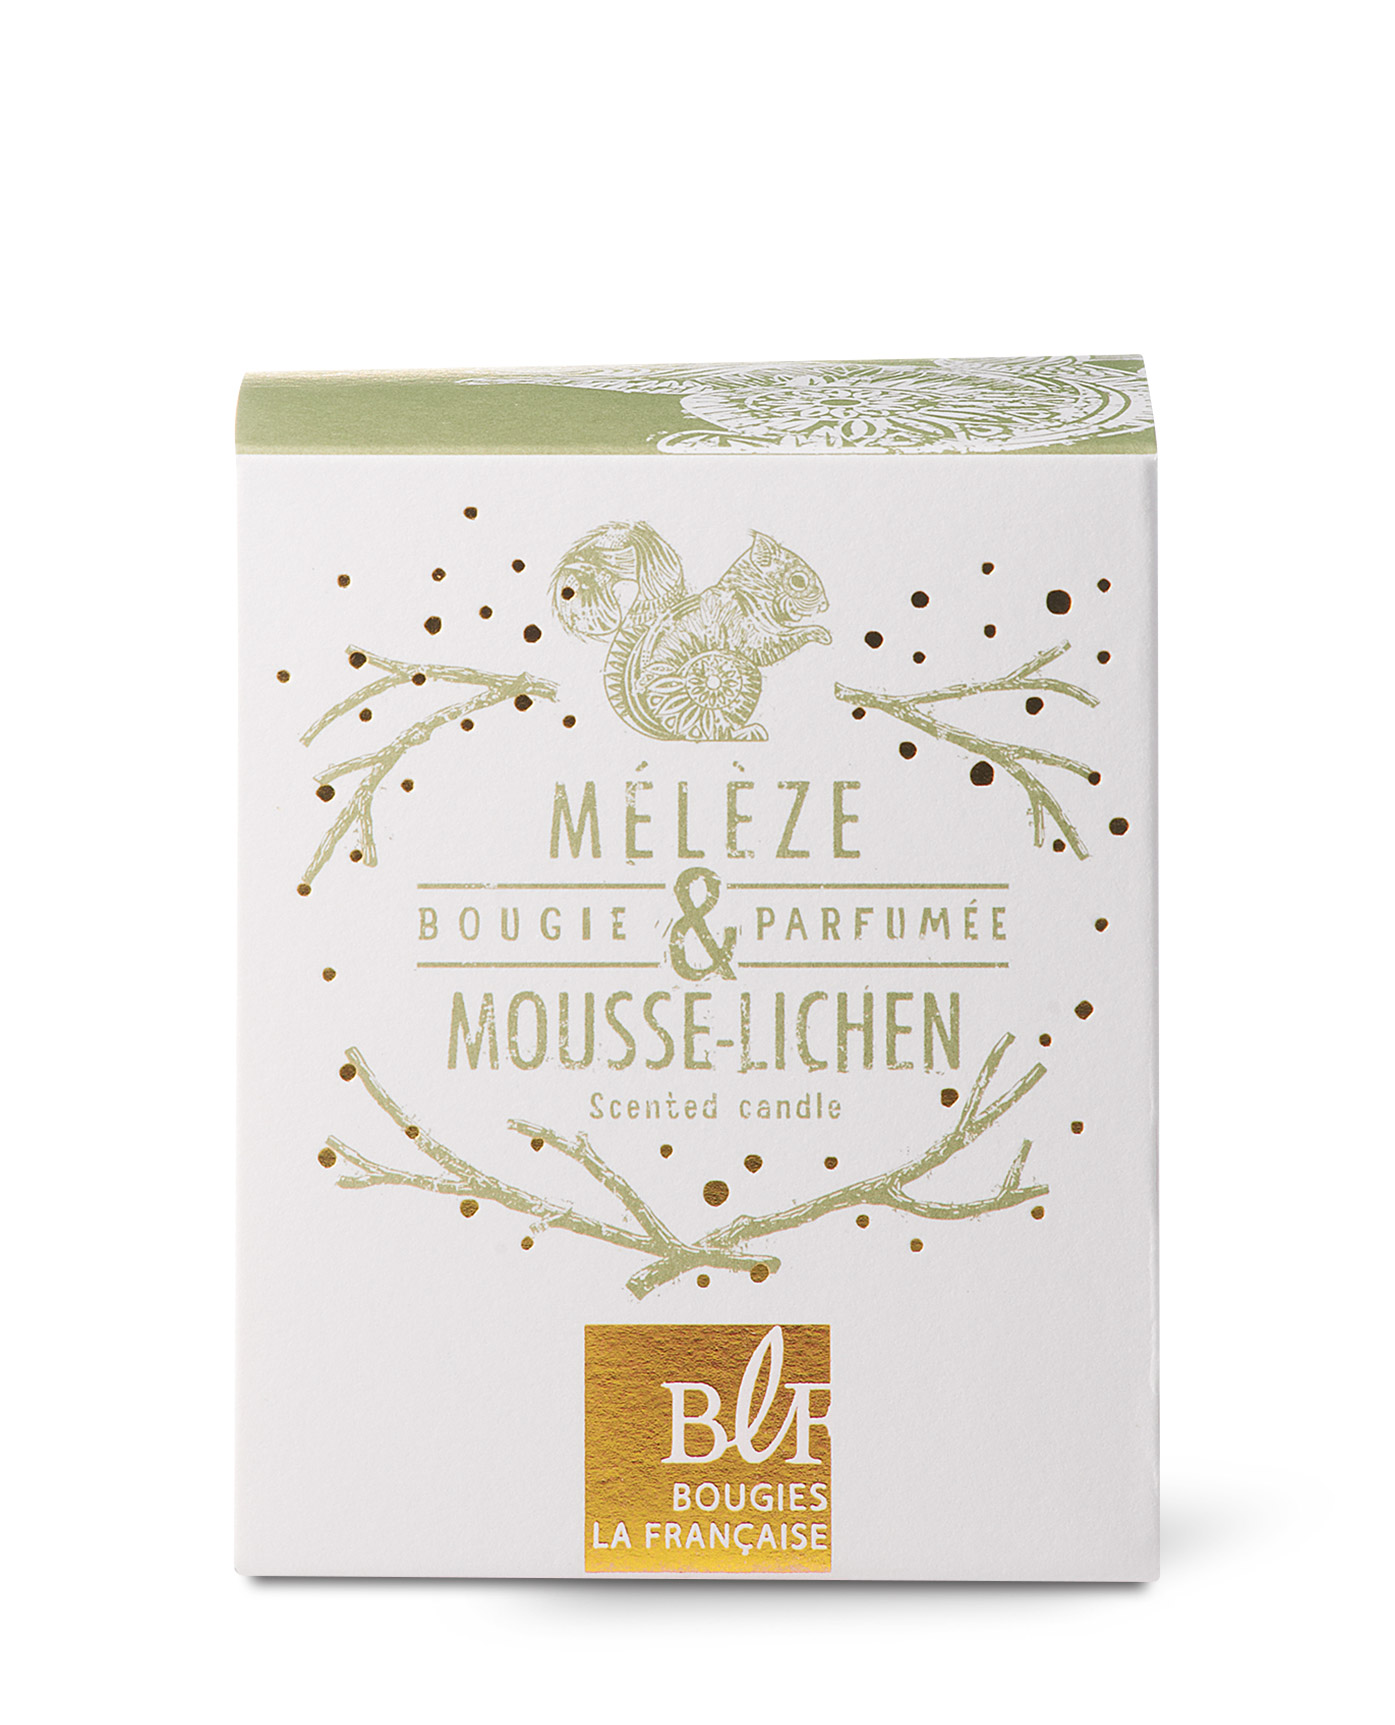 MÉLÈZE
BOUGIE & PARFUMÉE
MOUSSE-LICHEN
Scented candle
BlF
BOUGIES
LA FRANÇAISE